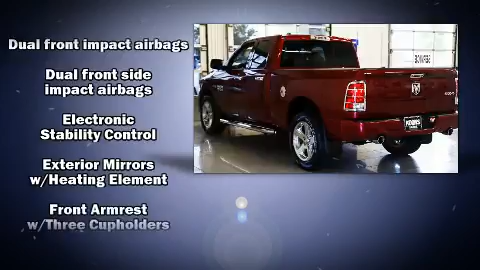 Dual front impact airbags
Dual front side
impact airbags
Electronic
Stability Control
Exterior Mirrors
w/Heating Element
Front Armrest
w/Three Cupholders